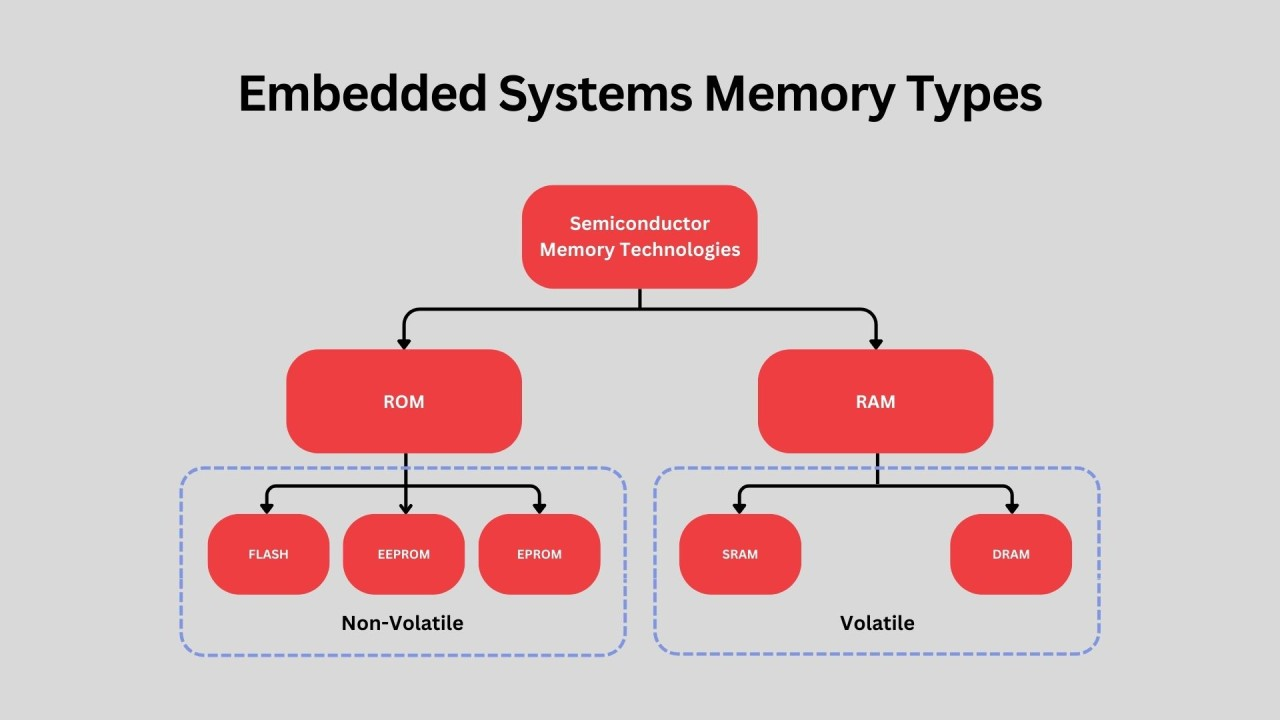 Embedded Systems Memory Types
Semiconductor
Memory Technologies
ROM
RAM
FLASH
EEPROM
EPROM
SRAM
DRAM
Non-Volatile
Volatile